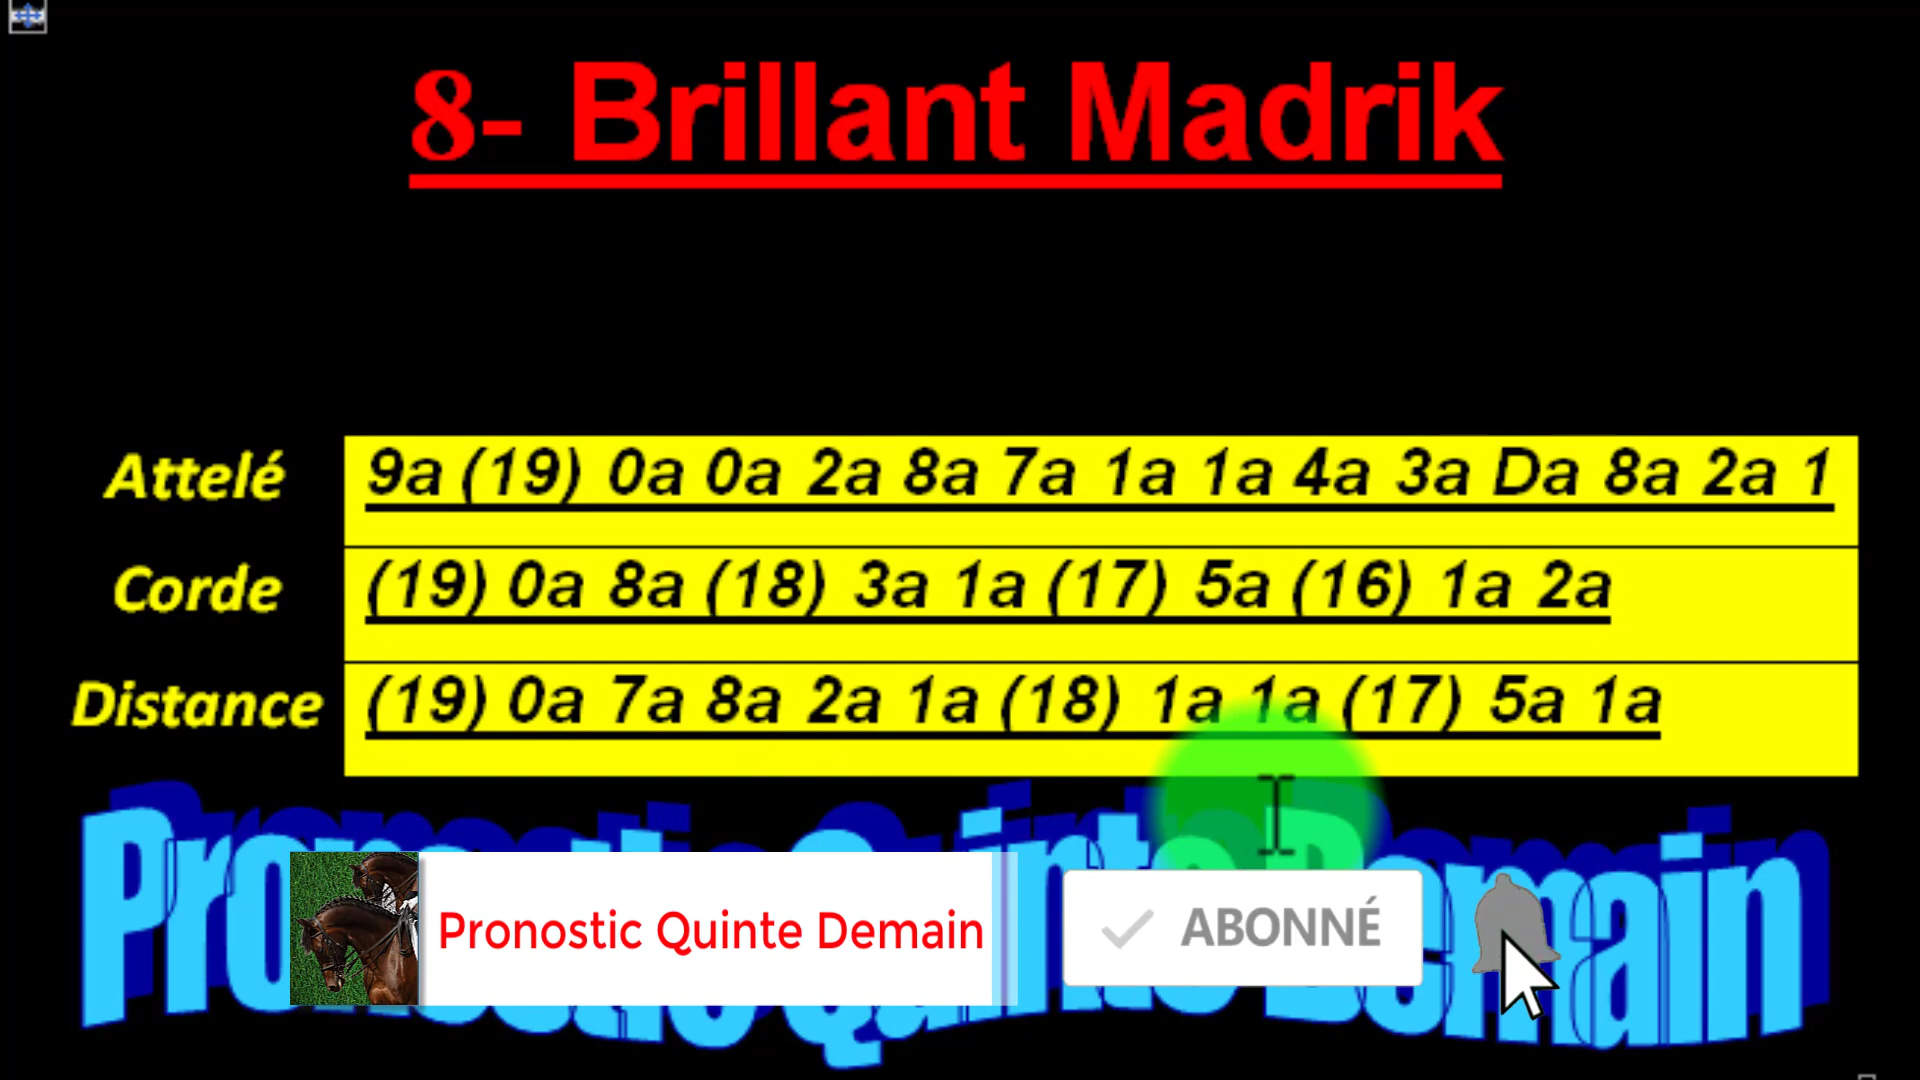 8- Brillant Madrik
Attelé 9a (19) 0a 0a 2a 8a 7a 1a 1a 4a 3a Da 8a 2a 1
Corde (19) 0a 8a (18) 3a 1a (17) 5a (16) 1a 2a
Distance (19) 0a 7a 8a 2a 1a (18) 1a 1a (17) 5a 1a
Pronostic Quinte Demain
Pronostic Quinte Demain
ABONNÉ